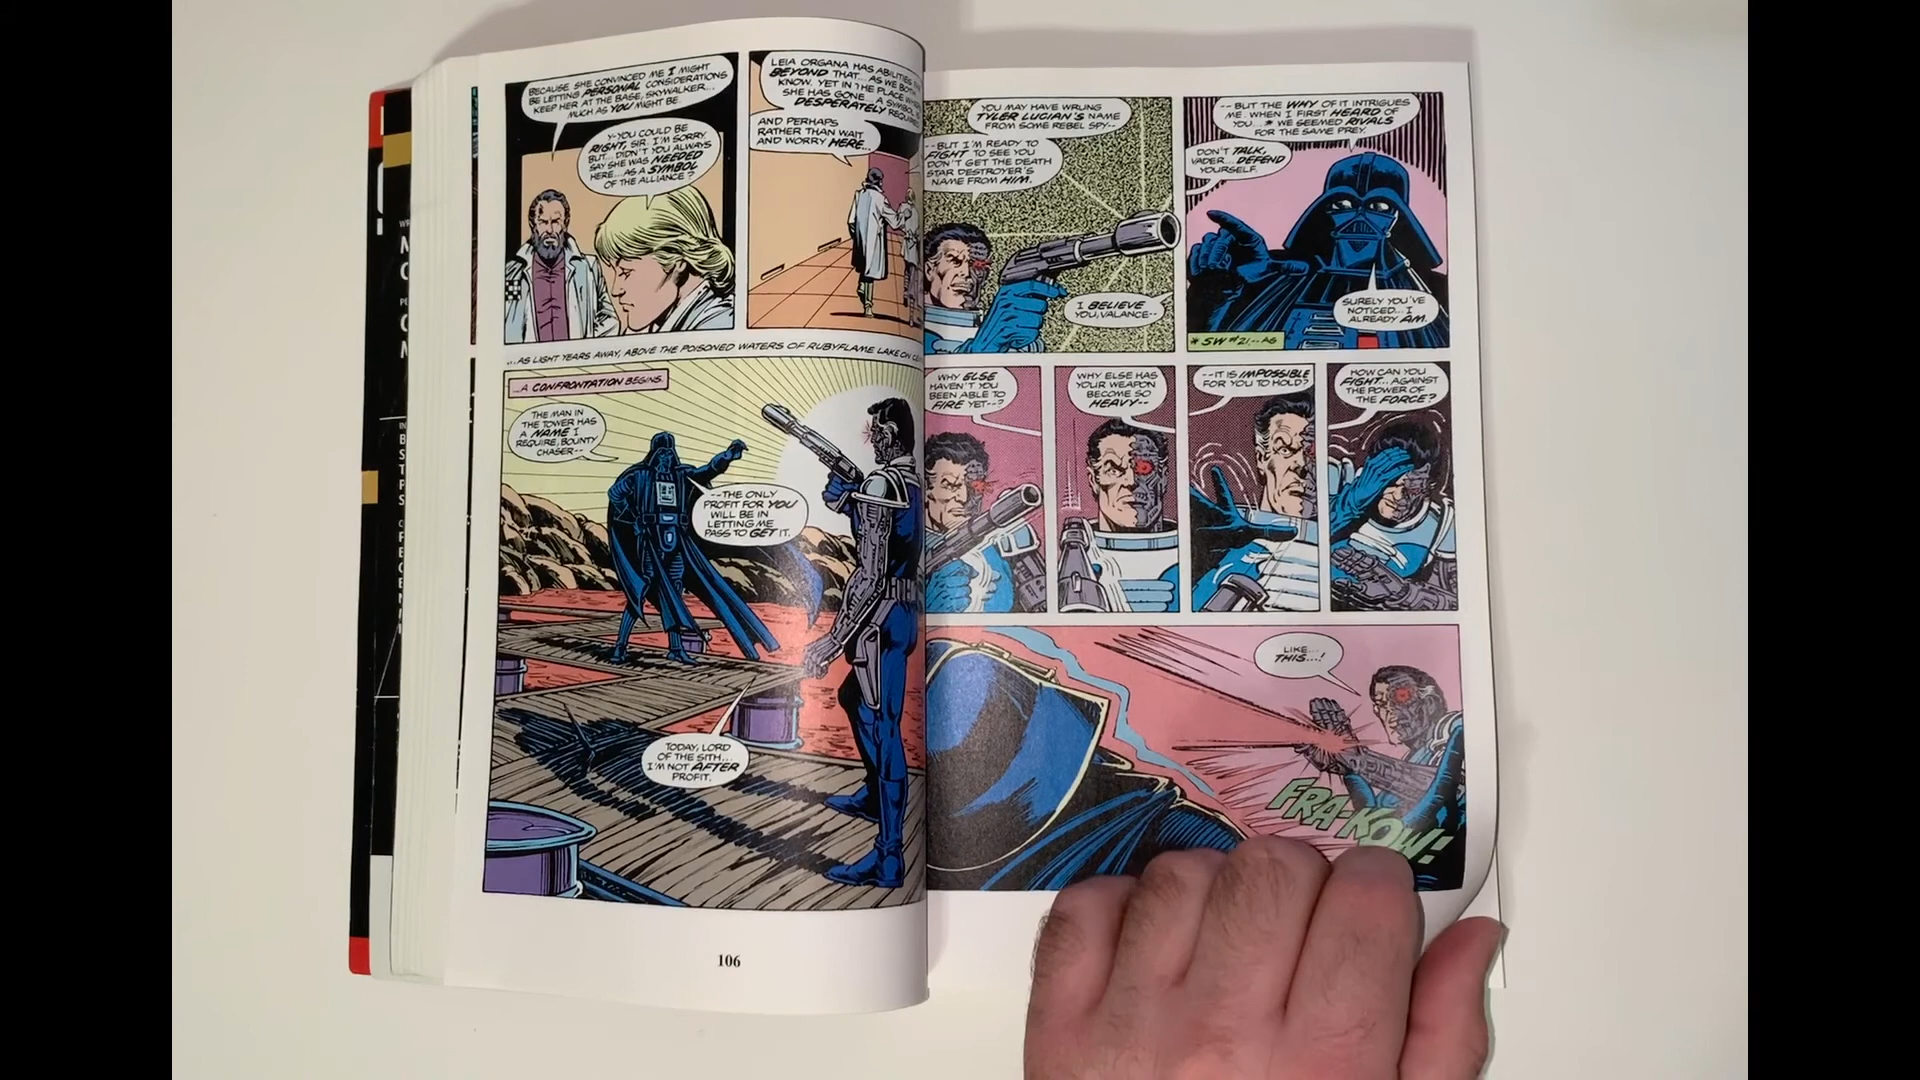 BECAUSE SHE CONVINCED ME I MIGHT
BE LETTING PERSONAL CONSIDERATIONS
KEEP HER AT THE BASE, SKYWALKER...
MUCH AS YOU MIGHT BE.
Y-YOU COULD BE
RIGHT, SIR. I'M SORRY.
BUT... DIDN'T YOU ALWAYS
SAY SHE WAS NEEDED
HERE... AS A SYMBOL
OF THE ALLIANCE?
LEIA ORGANA HAS ABILITIES
BEYOND THAT... AS WE BOTH
KNOW. YET IN THE PLACE WHERE
SHE HAS GONE... A SYMBOL IS
DESPERATELY REQUIRED
AND PERHAPS
RATHER THAN WAIT
AND WORRY HERE...
...AS LIGHT YEARS AWAY, ABOVE THE POISONED WATERS OF RUBYFLAME LAKE ON
...A CONFRONTATION BEGINS.
THE MAN IN
THE TOWER HAS
A NAME I
REQUIRE, BOUNTY
CHASER--
--THE ONLY
PROFIT FOR YOU
WILL BE IN
LETTING ME
PASS TO GET IT.
TODAY, LORD
OF THE SITH...
I'M NOT AFTER
PROFIT.
106
YOU MAY HAVE WRUNG
TYLER LUCIAN'S NAME
FROM SOME REBEL SPY--
--BUT I'M READY TO
FIGHT TO SEE YOU
DON'T GET THE DEATH
STAR DESTROYER'S
NAME FROM HIM.
I BELIEVE
YOU, VALANCE--
--BUT THE WHY OF IT INTRIGUES
ME. WHEN I FIRST HEARD OF
YOU...* WE SEEMED RIVALS
FOR THE SAME PREY.
DON'T TALK,
VADER... DEFEND
YOURSELF.
SURELY YOU'VE
NOTICED... I
ALREADY AM.
* SW #21.--AG
WHY ELSE
HAVEN'T YOU
BEEN ABLE TO
FIRE YET--?
WHY ELSE HAS
YOUR WEAPON
BECOME SO
HEAVY--
--IT IS IMPOSSIBLE
FOR YOU TO HOLD?
HOW CAN YOU
FIGHT... AGAINST
THE POWER OF
THE FORCE?
LIKE...
THIS...!
FRA-KOW!